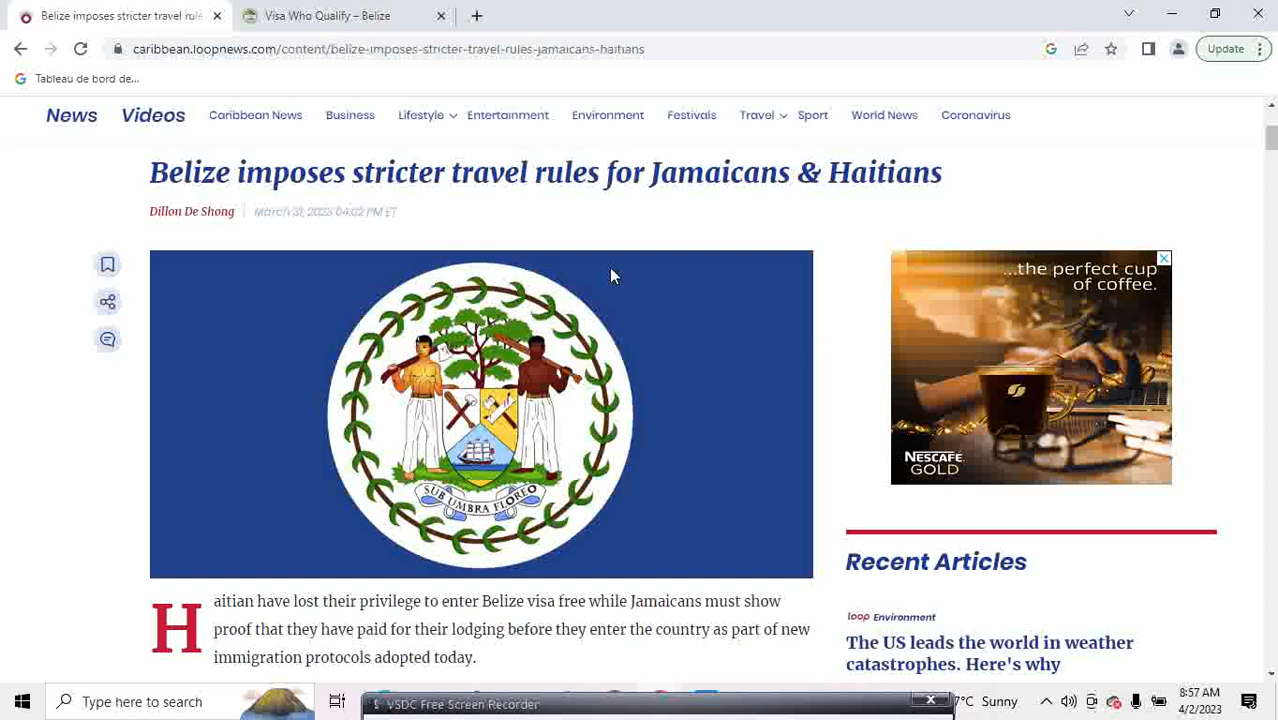 Belize imposes stricter travel rul
Visa Who Qualify – Belize
caribbean.loopnews.com/content/belize-imposes-stricter-travel-rules-jamaicans-haitians
Update
Tableau de bord de...
News Videos Caribbean News Business Lifestyle Entertainment Environment Festivals Travel Sport World News Coronavirus
Belize imposes stricter travel rules for Jamaicans & Haitians
Dillon De Shong
March 31, 2023 04:02 PM ET
...the perfect cup
of coffee.
NESCAFÉ
GOLD
SUB UMBRA FLOREO
Haitian have lost their privilege to enter Belize visa free while Jamaicans must show
proof that they have paid for their lodging before they enter the country as part of new
immigration protocols adopted today.
Recent Articles
loop Environment
The US leads the world in weather
catastrophes. Here's why
Type here to search
VSDC Free Screen Recorder
7°C Sunny
8:57 AM
4/2/2023